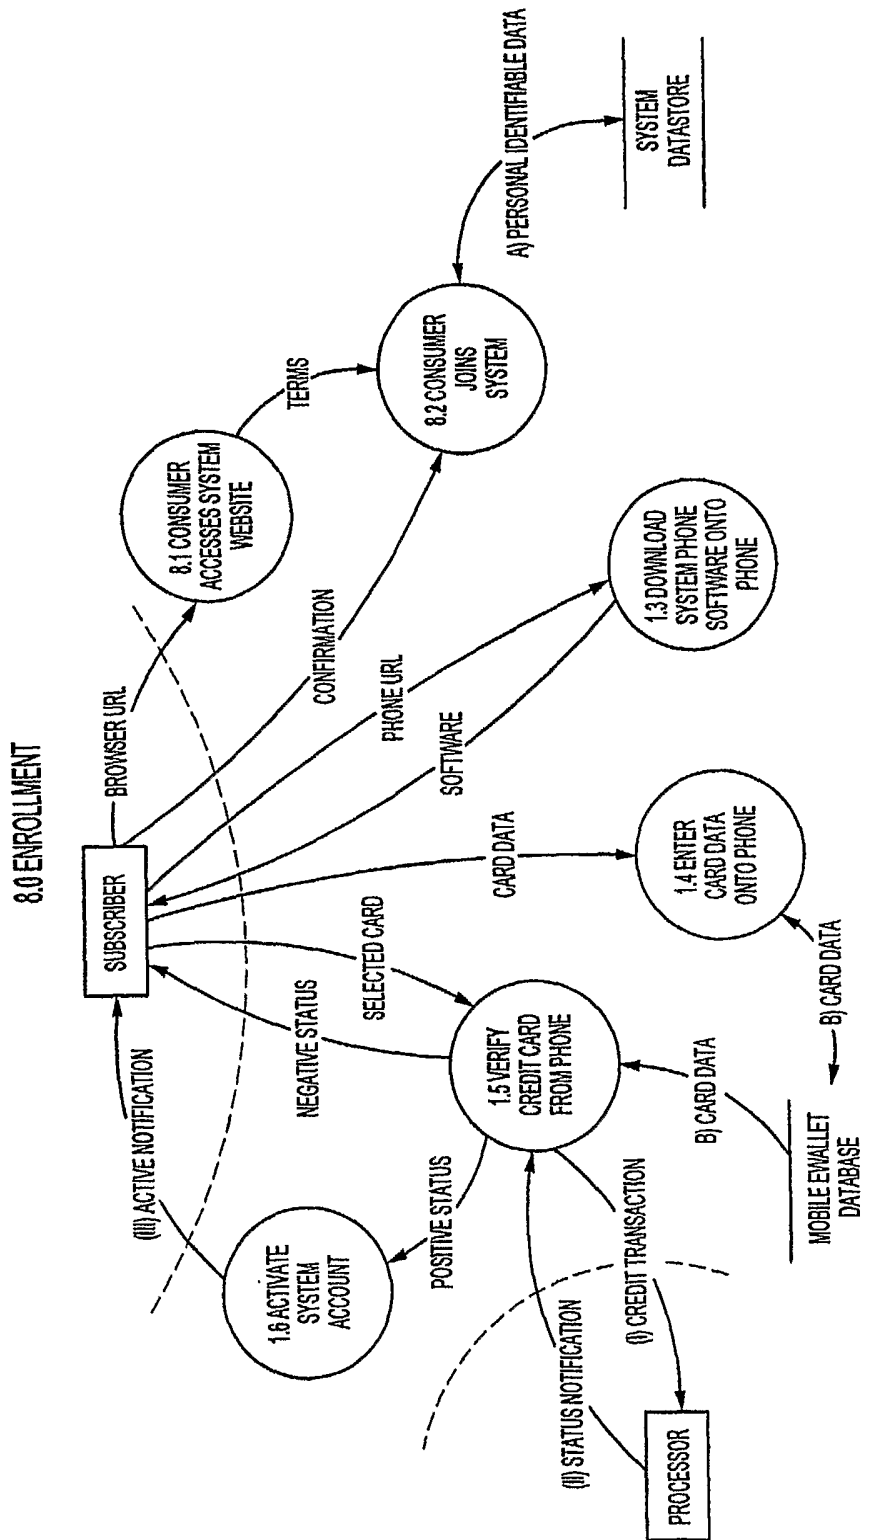 8.0 ENROLLMENT
SUBSCRIBER
(III) ACTIVE NOTIFICATION
BROWSER URL
NEGATIVE STATUS
SELECTED CARD
CARD DATA
SOFTWARE
PHONE URL
CONFIRMATION
8.1 CONSUMER
ACCESSES SYSTEM
WEBSITE
TERMS
8.2 CONSUMER
JOINS
SYSTEM
A) PERSONAL IDENTIFIABLE DATA
SYSTEM
DATASTORE
1.6 ACTIVATE
SYSTEM
ACCOUNT
POSITIVE STATUS
1.5 VERIFY
CREDIT CARD
FROM PHONE
1.4 ENTER
CARD DATA
ONTO PHONE
1.3 DOWNLOAD
SYSTEM PHONE
SOFTWARE ONTO
PHONE
(II) STATUS NOTIFICATION
(I) CREDIT TRANSACTION
B) CARD DATA
B) CARD DATA
PROCESSOR
MOBILE EWALLET
DATABASE